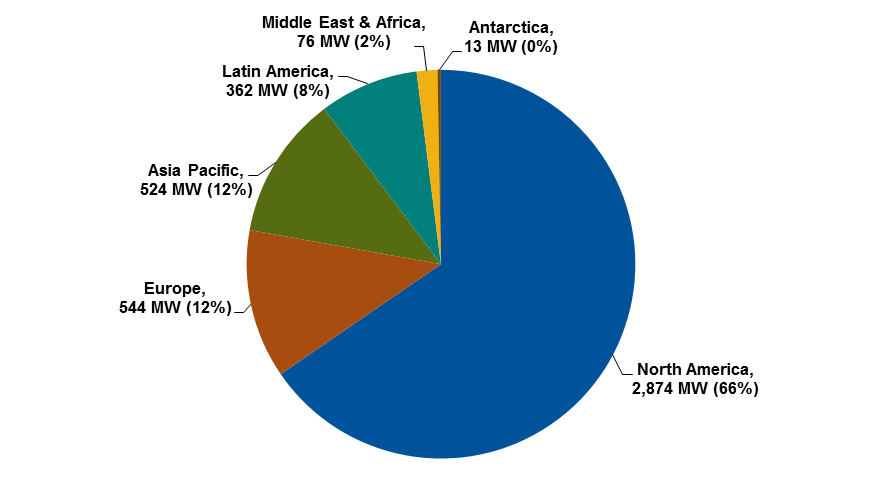 Middle East & Africa,
76 MW (2%)
Antarctica,
13 MW (0%)
Latin America,
362 MW (8%)
Asia Pacific,
524 MW (12%)
Europe,
544 MW (12%)
North America,
2,874 MW (66%)